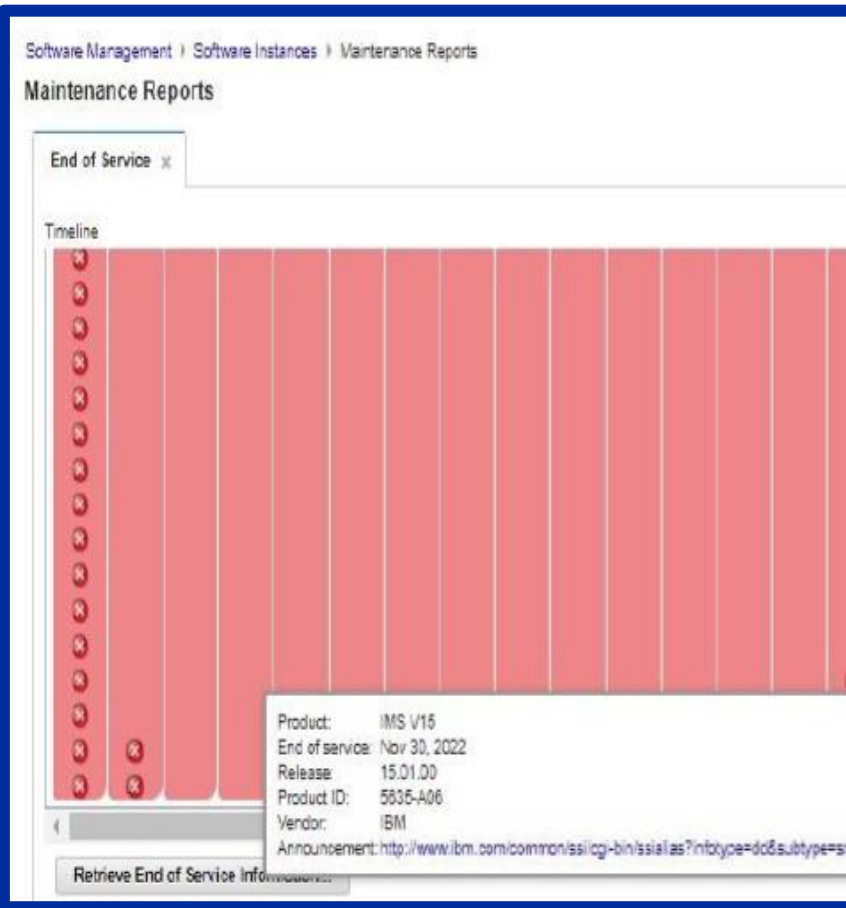 Software Management › Software Instances › Maintenance Reports
Maintenance Reports
End of Service x
Timeline
Product: IMS V15
End of service: Nov 30, 2022
Release: 15.01.00
Product ID: 5635-A06
Vendor: IBM
Announcement: http://www.ibm.com/common/ssi/cgi-bin/ssialias?infotype=dd&subtype=s
Retrieve End of Service Information...